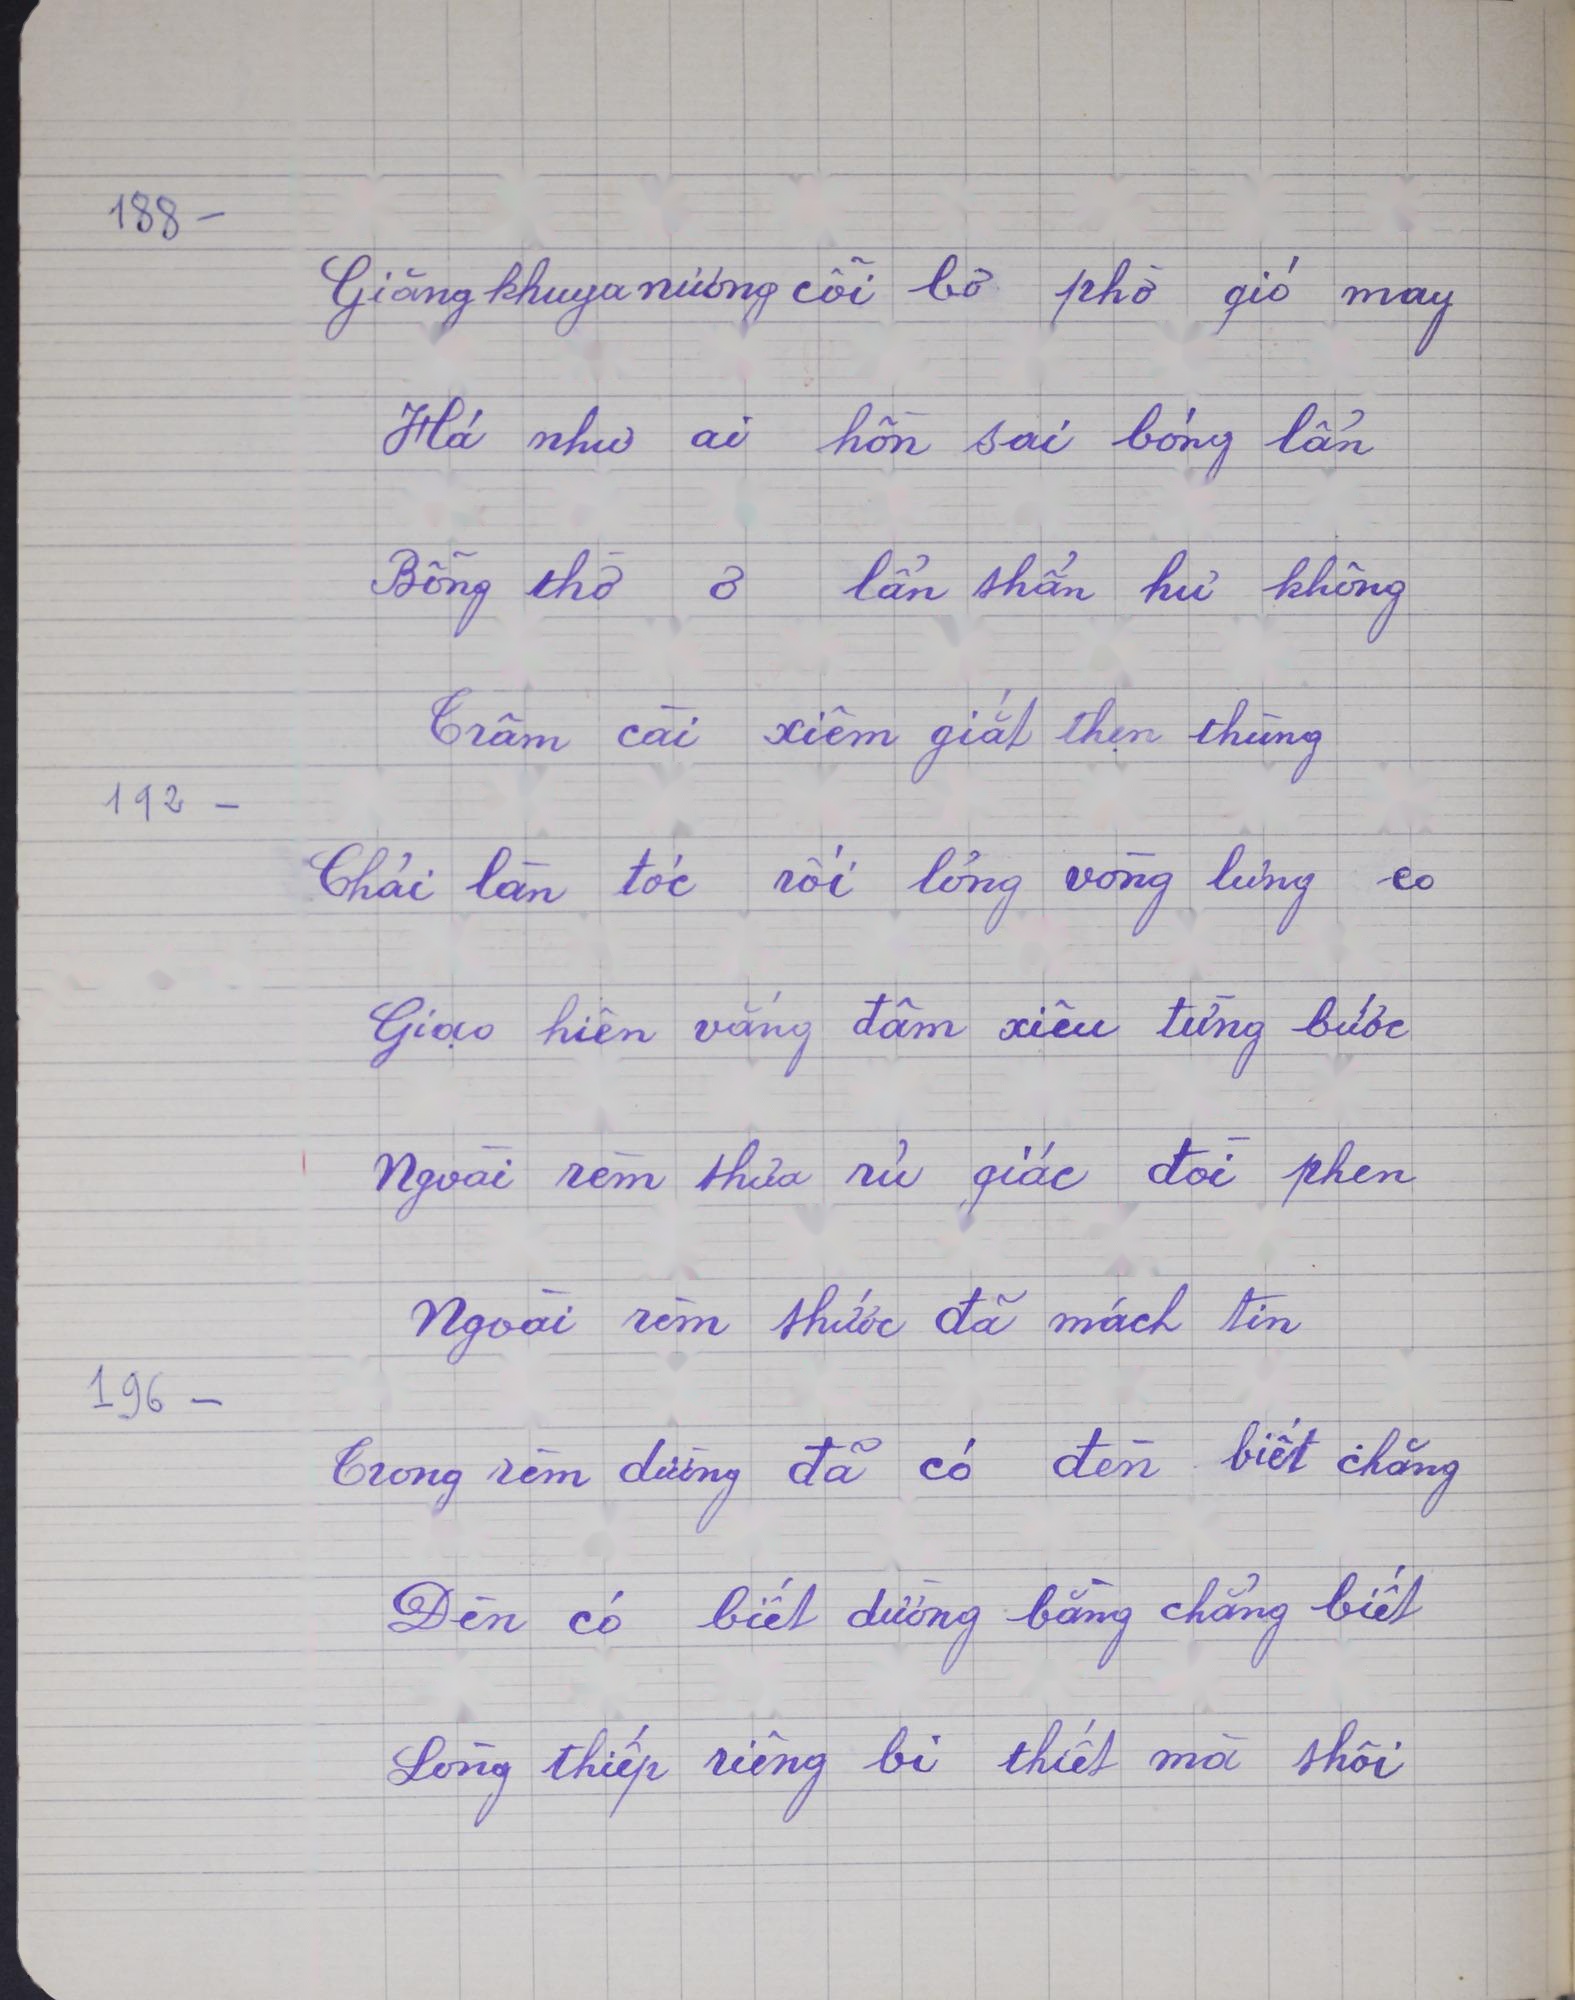 188 -
Giăng khuya nương cõi bờ phờ gió may
Há như ai hồn sai bóng lẩn
Bỗng thờ ơ lẩn thẩn hư không
Trâm cài xiêm giắt thẹn thùng
192 -
Chải làn tóc rối lỏng vòng lưng eo
Giạo hiên vắng đâm xiêu từng bước
Ngoài rèm thưa rủ giác đòi phen
Ngoài rèm thước đã mách tin
196 -
Trong rèm dường đã có đèn biết chăng
Đèn có biết dường bằng chẳng biết
Lòng thiếp riêng bi thiết mà thôi